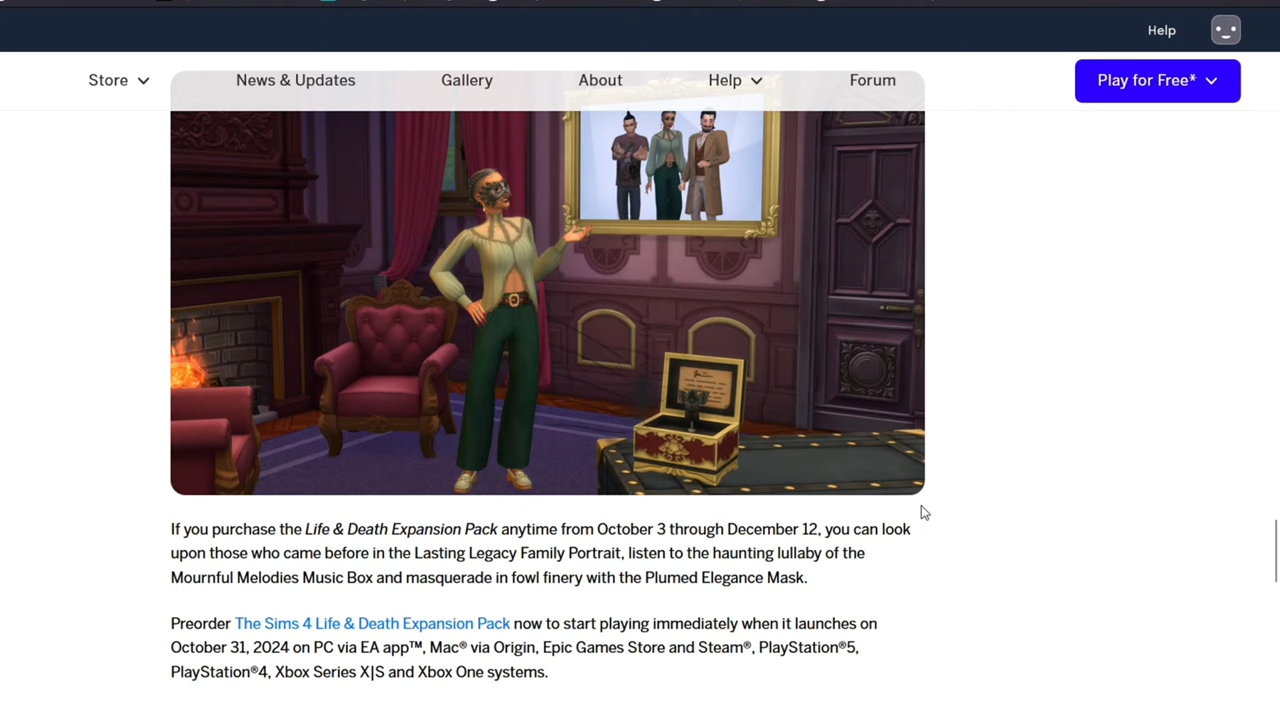 Help
Store
News & Updates
Gallery
About
Help
Forum
Play for Free*
If you purchase the Life & Death Expansion Pack anytime from October 3 through December 12, you can look
upon those who came before in the Lasting Legacy Family Portrait, listen to the haunting lullaby of the
Mournful Melodies Music Box and masquerade in fowl finery with the Plumed Elegance Mask.
Preorder The Sims 4 Life & Death Expansion Pack now to start playing immediately when it launches on
October 31, 2024 on PC via EA app™, Mac® via Origin, Epic Games Store and Steam®, PlayStation®5,
PlayStation®4, Xbox Series X|S and Xbox One systems.